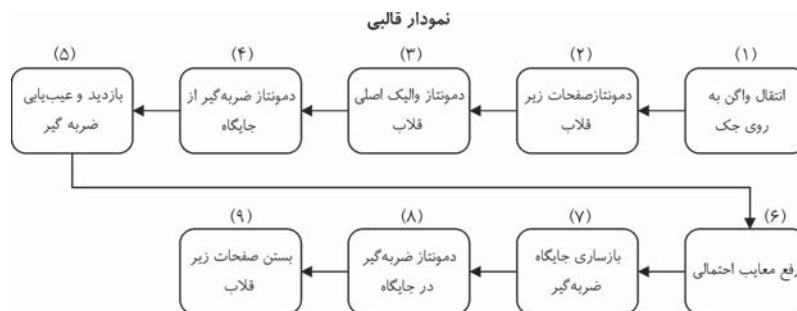 نمودار قالبی
(۱)
انتقال واگن به
روی جک
(۲)
دمونتاژصفحات زیر
قلاب
(۳)
دمونتاژ والیک اصلی
قلاب
(۴)
دمونتاژ ضربه‌گیر از
جایگاه
(۵)
بازدید و عیب‌یابی
ضربه گیر
(۶)
رفع معایب احتمالی
(۷)
بازسازی جایگاه
ضربه‌گیر
(۸)
دمونتاژ ضربه‌گیر
در جایگاه
(۹)
بستن صفحات زیر
قلاب